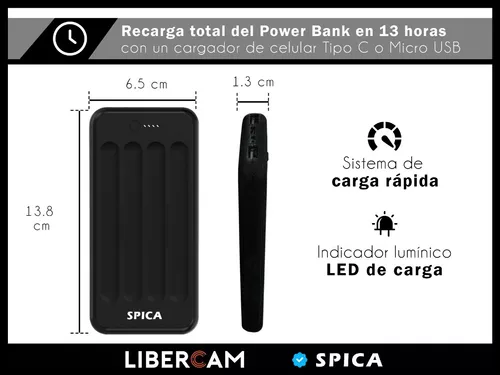 Recarga total del Power Bank en 13 horas
con un cargador de celular Tipo C o Micro USB
6.5 cm
1.3 cm
13.8
cm
Sistema de
carga rápida
Indicador lumínico
LED de carga
SPICA
LIBERCAM
SPICA